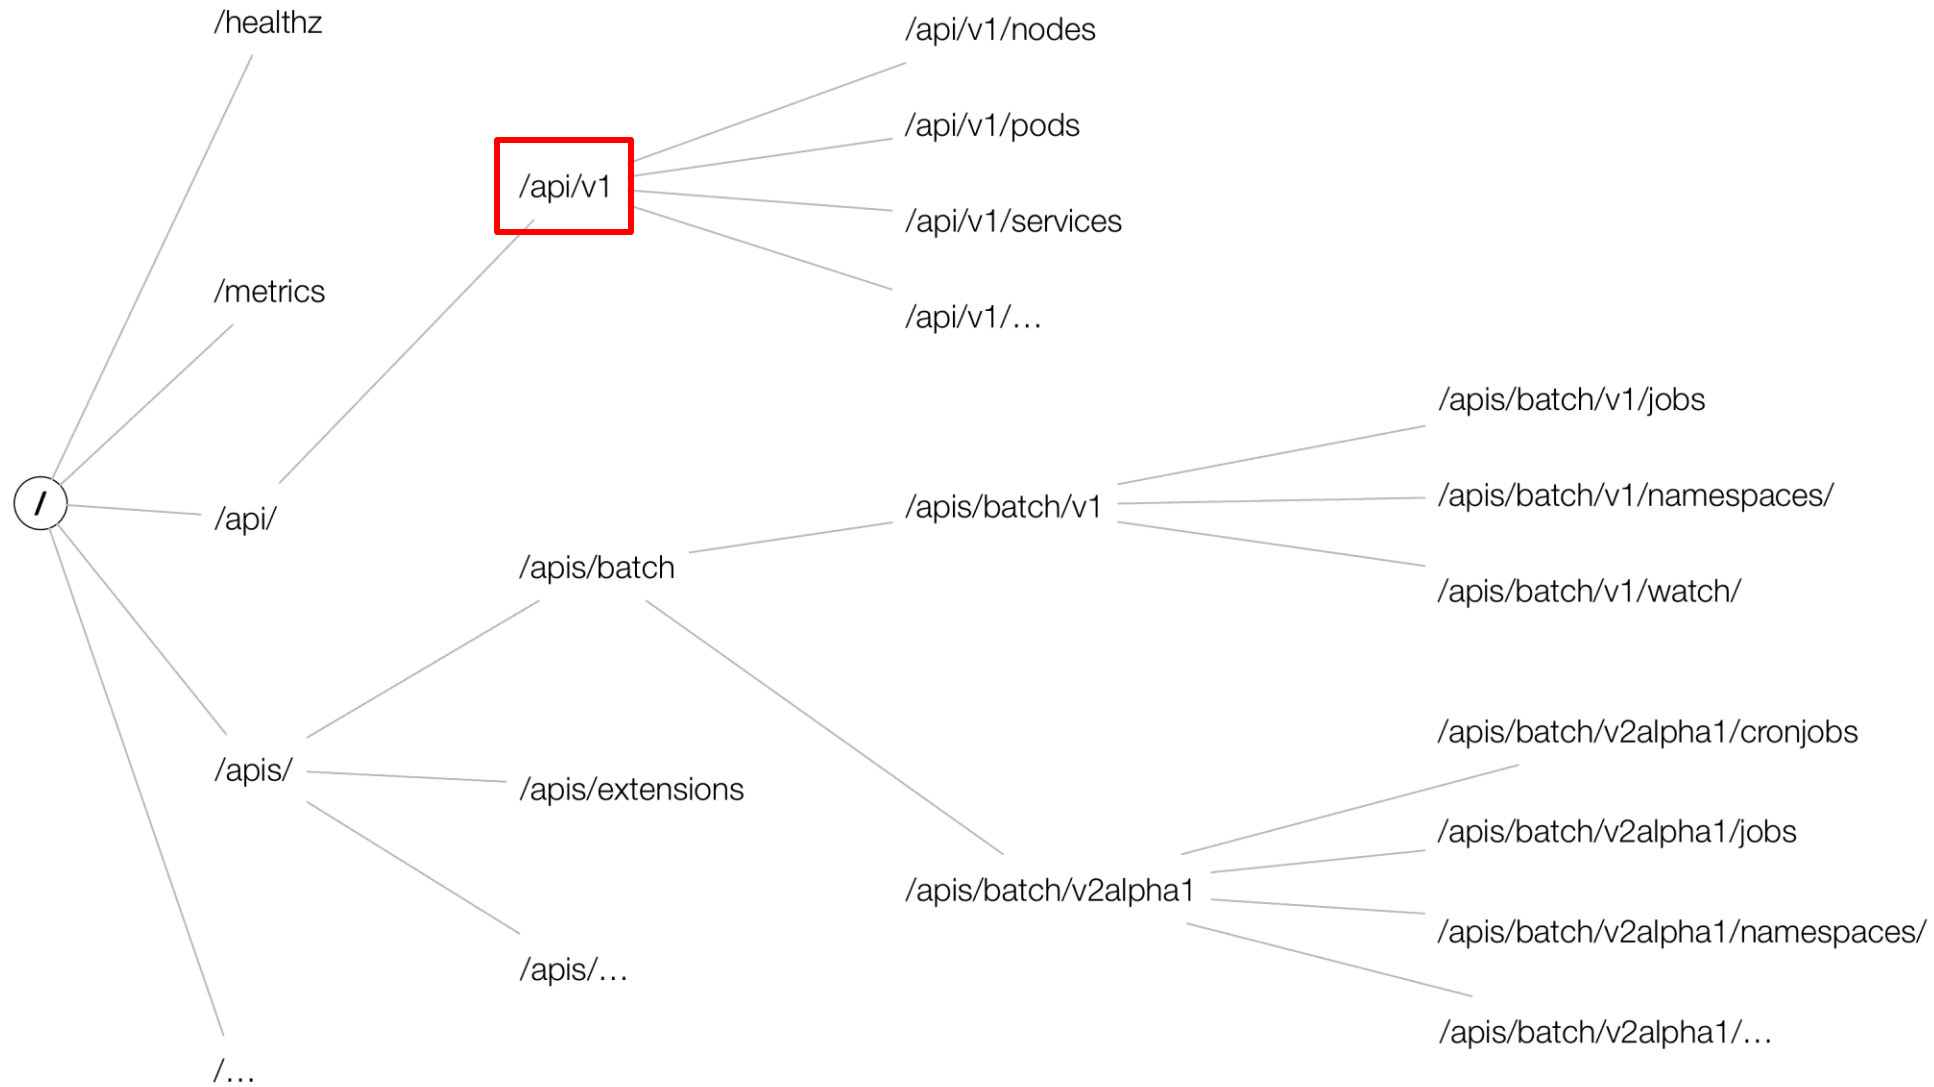 /healthz
/api/v1/nodes
/api/v1/pods
/api/v1
/api/v1/services
/metrics
/api/v1/…
/apis/batch/v1/jobs
/
/api/
/apis/batch/v1
/apis/batch/v1/namespaces/
/apis/batch
/apis/batch/v1/watch/
/apis/batch/v2alpha1/cronjobs
/apis/
/apis/extensions
/apis/batch/v2alpha1/jobs
/apis/batch/v2alpha1
/apis/batch/v2alpha1/namespaces/
/apis/…
/apis/batch/v2alpha1/…
/…